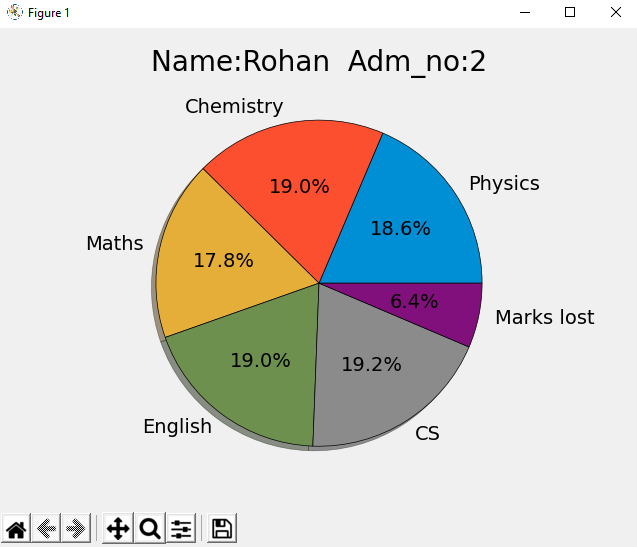 Figure 1
Name:Rohan  Adm_no:2
Chemistry
Physics
19.0%
18.6%
Maths
17.8%
6.4%
Marks lost
19.0%
19.2%
English
CS